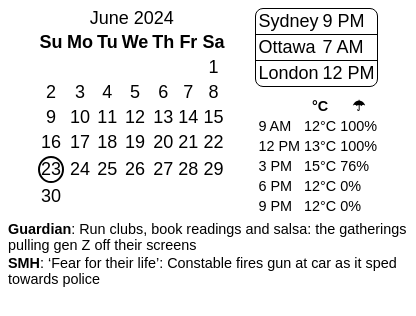 June 2024
Su Mo Tu We Th Fr Sa
1
2 3 4 5 6 7 8
9 10 11 12 13 14 15
16 17 18 19 20 21 22
23 24 25 26 27 28 29
30
Sydney 9 PM
Ottawa 7 AM
London 12 PM
°C ☂
9 AM 12°C 100%
12 PM 13°C 100%
3 PM 15°C 76%
6 PM 12°C 0%
9 PM 12°C 0%
Guardian: Run clubs, book readings and salsa: the gatherings
pulling gen Z off their screens
SMH: ‘Fear for their life’: Constable fires gun at car as it sped
towards police